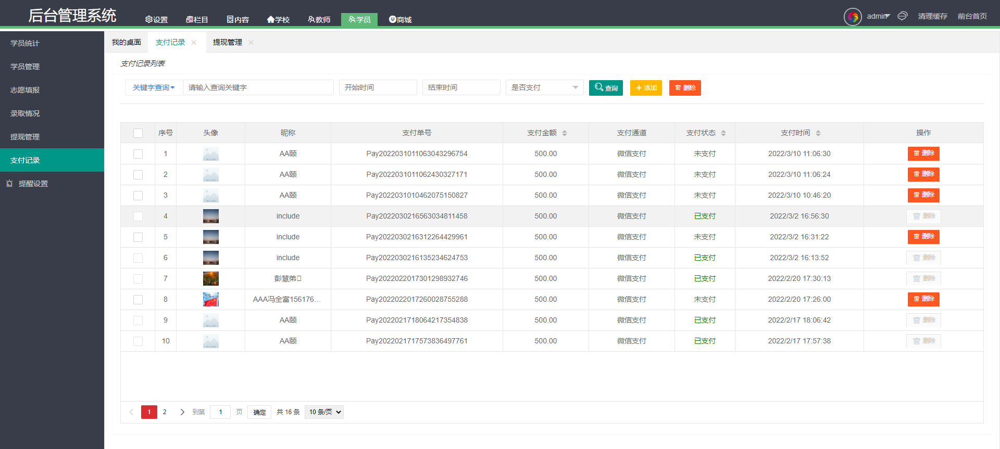 后台管理系统
设置 栏目 内容 学校 教师 学员 商城
admin 清理缓存 前台首页
学员统计
学员管理
志愿填报
录取情况
提现管理
支付记录
提醒设置
我的桌面 支付记录 提现管理
支付记录列表
关键字查询 请输入查询关键字 开始时间 结束时间 是否支付 查询 添加 删除
序号 头像 昵称 支付单号 支付金额 支付通道 支付状态 支付时间 操作
1 AA颐 Pay2022031011063043296754 500.00 微信支付 未支付 2022/3/10 11:06:30 删除
2 AA颐 Pay2022031011062430327171 500.00 微信支付 未支付 2022/3/10 11:06:24 删除
3 AA颐 Pay2022031010462075150827 500.00 微信支付 未支付 2022/3/10 10:46:20 删除
4 include Pay2022030216563034811458 500.00 微信支付 已支付 2022/3/2 16:56:30 删除
5 include Pay2022030216312264429961 500.00 微信支付 未支付 2022/3/2 16:31:22 删除
6 include Pay2022030216135234624753 500.00 微信支付 已支付 2022/3/2 16:13:52 删除
7 彭慧弟 Pay2022022017301298932746 500.00 微信支付 已支付 2022/2/20 17:30:13 删除
8 AAA冯全富156176... Pay2022022017260028755288 500.00 微信支付 未支付 2022/2/20 17:26:00 删除
9 AA颐 Pay2022021718064217354838 500.00 微信支付 已支付 2022/2/17 18:06:42 删除
10 AA颐 Pay2022021717573836497761 500.00 微信支付 已支付 2022/2/17 17:57:38 删除
1 2 到第 1 页 确定 共 16 条 10 条/页